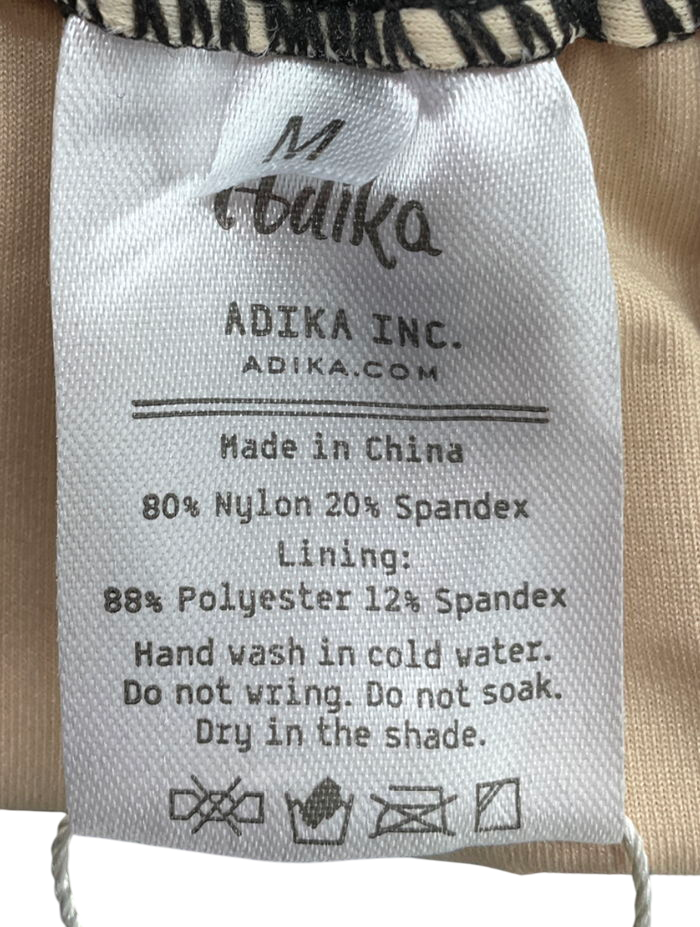 M
Adika
ADIKA INC.
ADIKA.COM
Made in China
80% Nylon 20% Spandex
Lining:
88% Polyester 12% Spandex
Hand wash in cold water.
Do not wring. Do not soak.
Dry in the shade.